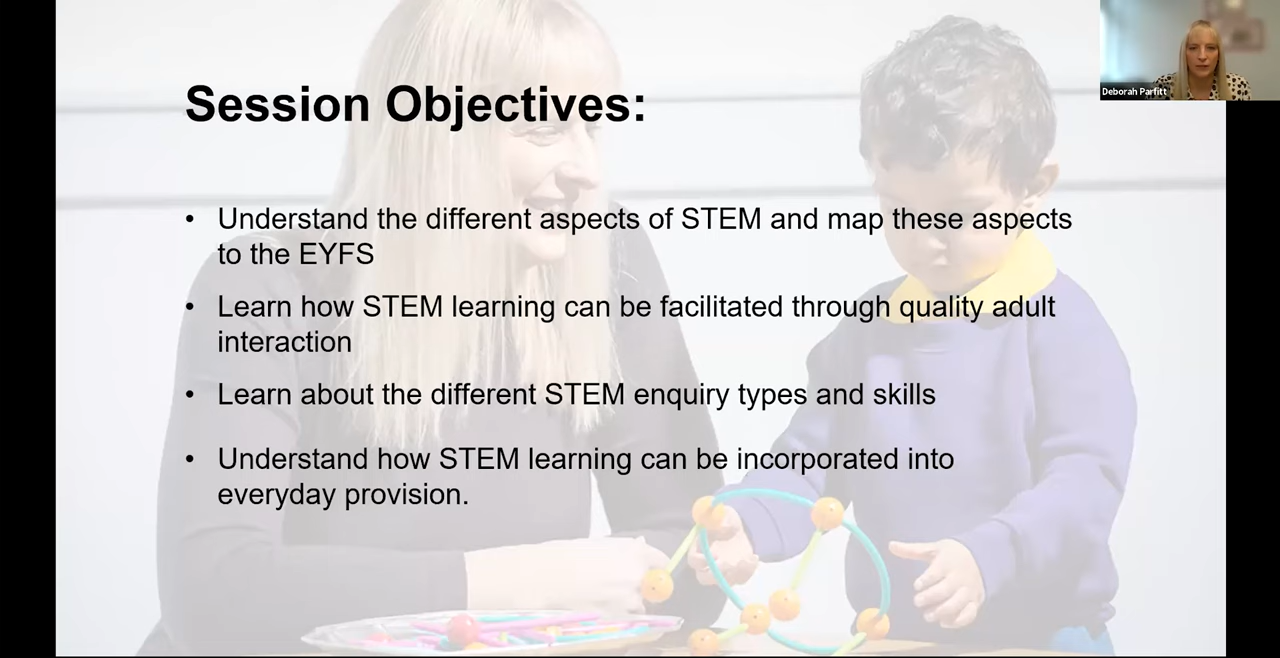 Deborah Parfitt
Session Objectives:
• Understand the different aspects of STEM and map these aspects
to the EYFS
• Learn how STEM learning can be facilitated through quality adult
interaction
• Learn about the different STEM enquiry types and skills
• Understand how STEM learning can be incorporated into
everyday provision.